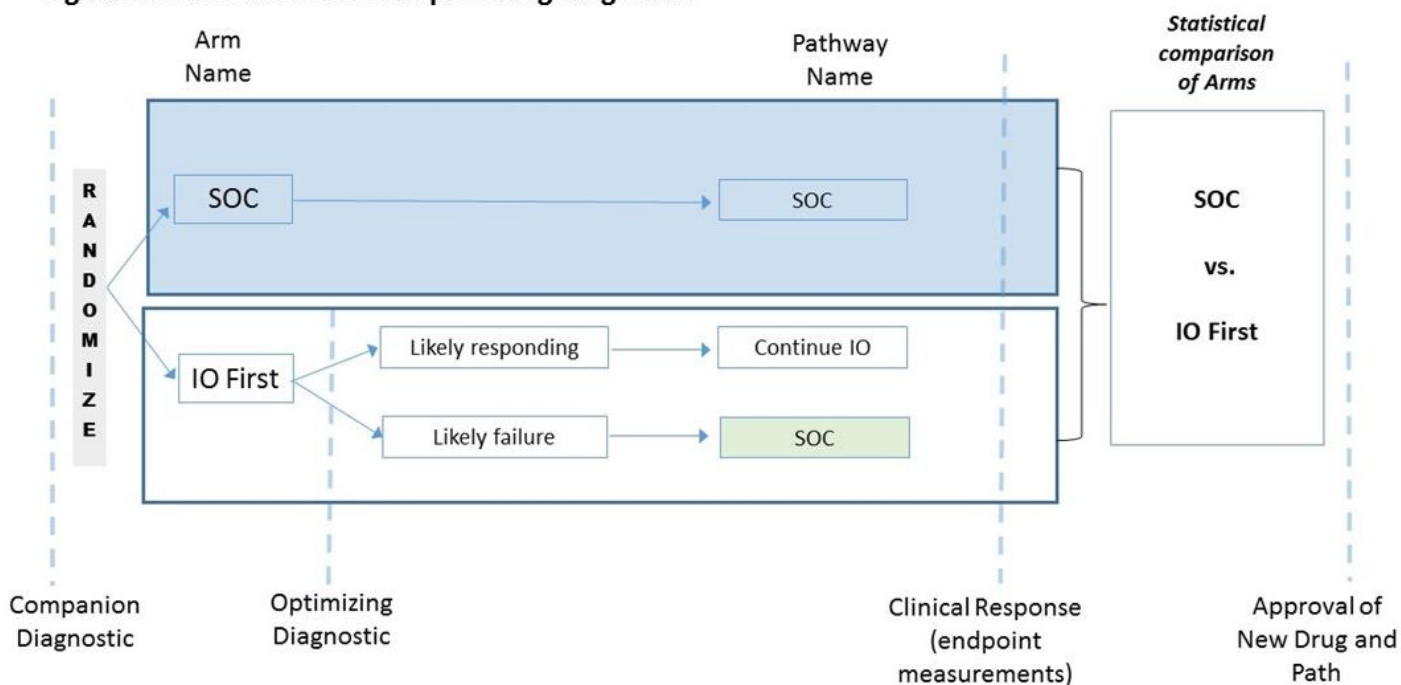 Arm
Name
Pathway
Name
Statistical
comparison
of Arms
RANDOMIZE
SOC
SOC
IO First
Likely responding
Continue IO
Likely failure
SOC
SOC
vs.
IO First
Companion
Diagnostic
Optimizing
Diagnostic
Clinical Response
(endpoint
measurements)
Approval of
New Drug and
Path